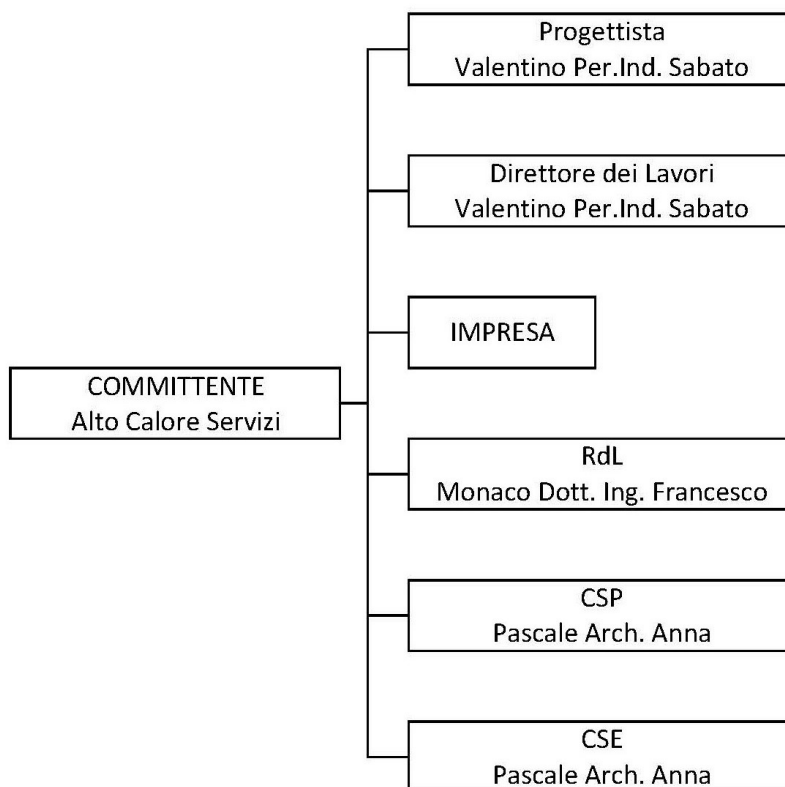 Progettista
Valentino Per.Ind. Sabato
Direttore dei Lavori
Valentino Per.Ind. Sabato
IMPRESA
COMMITTENTE
Alto Calore Servizi
RdL
Monaco Dott. Ing. Francesco
CSP
Pascale Arch. Anna
CSE
Pascale Arch. Anna